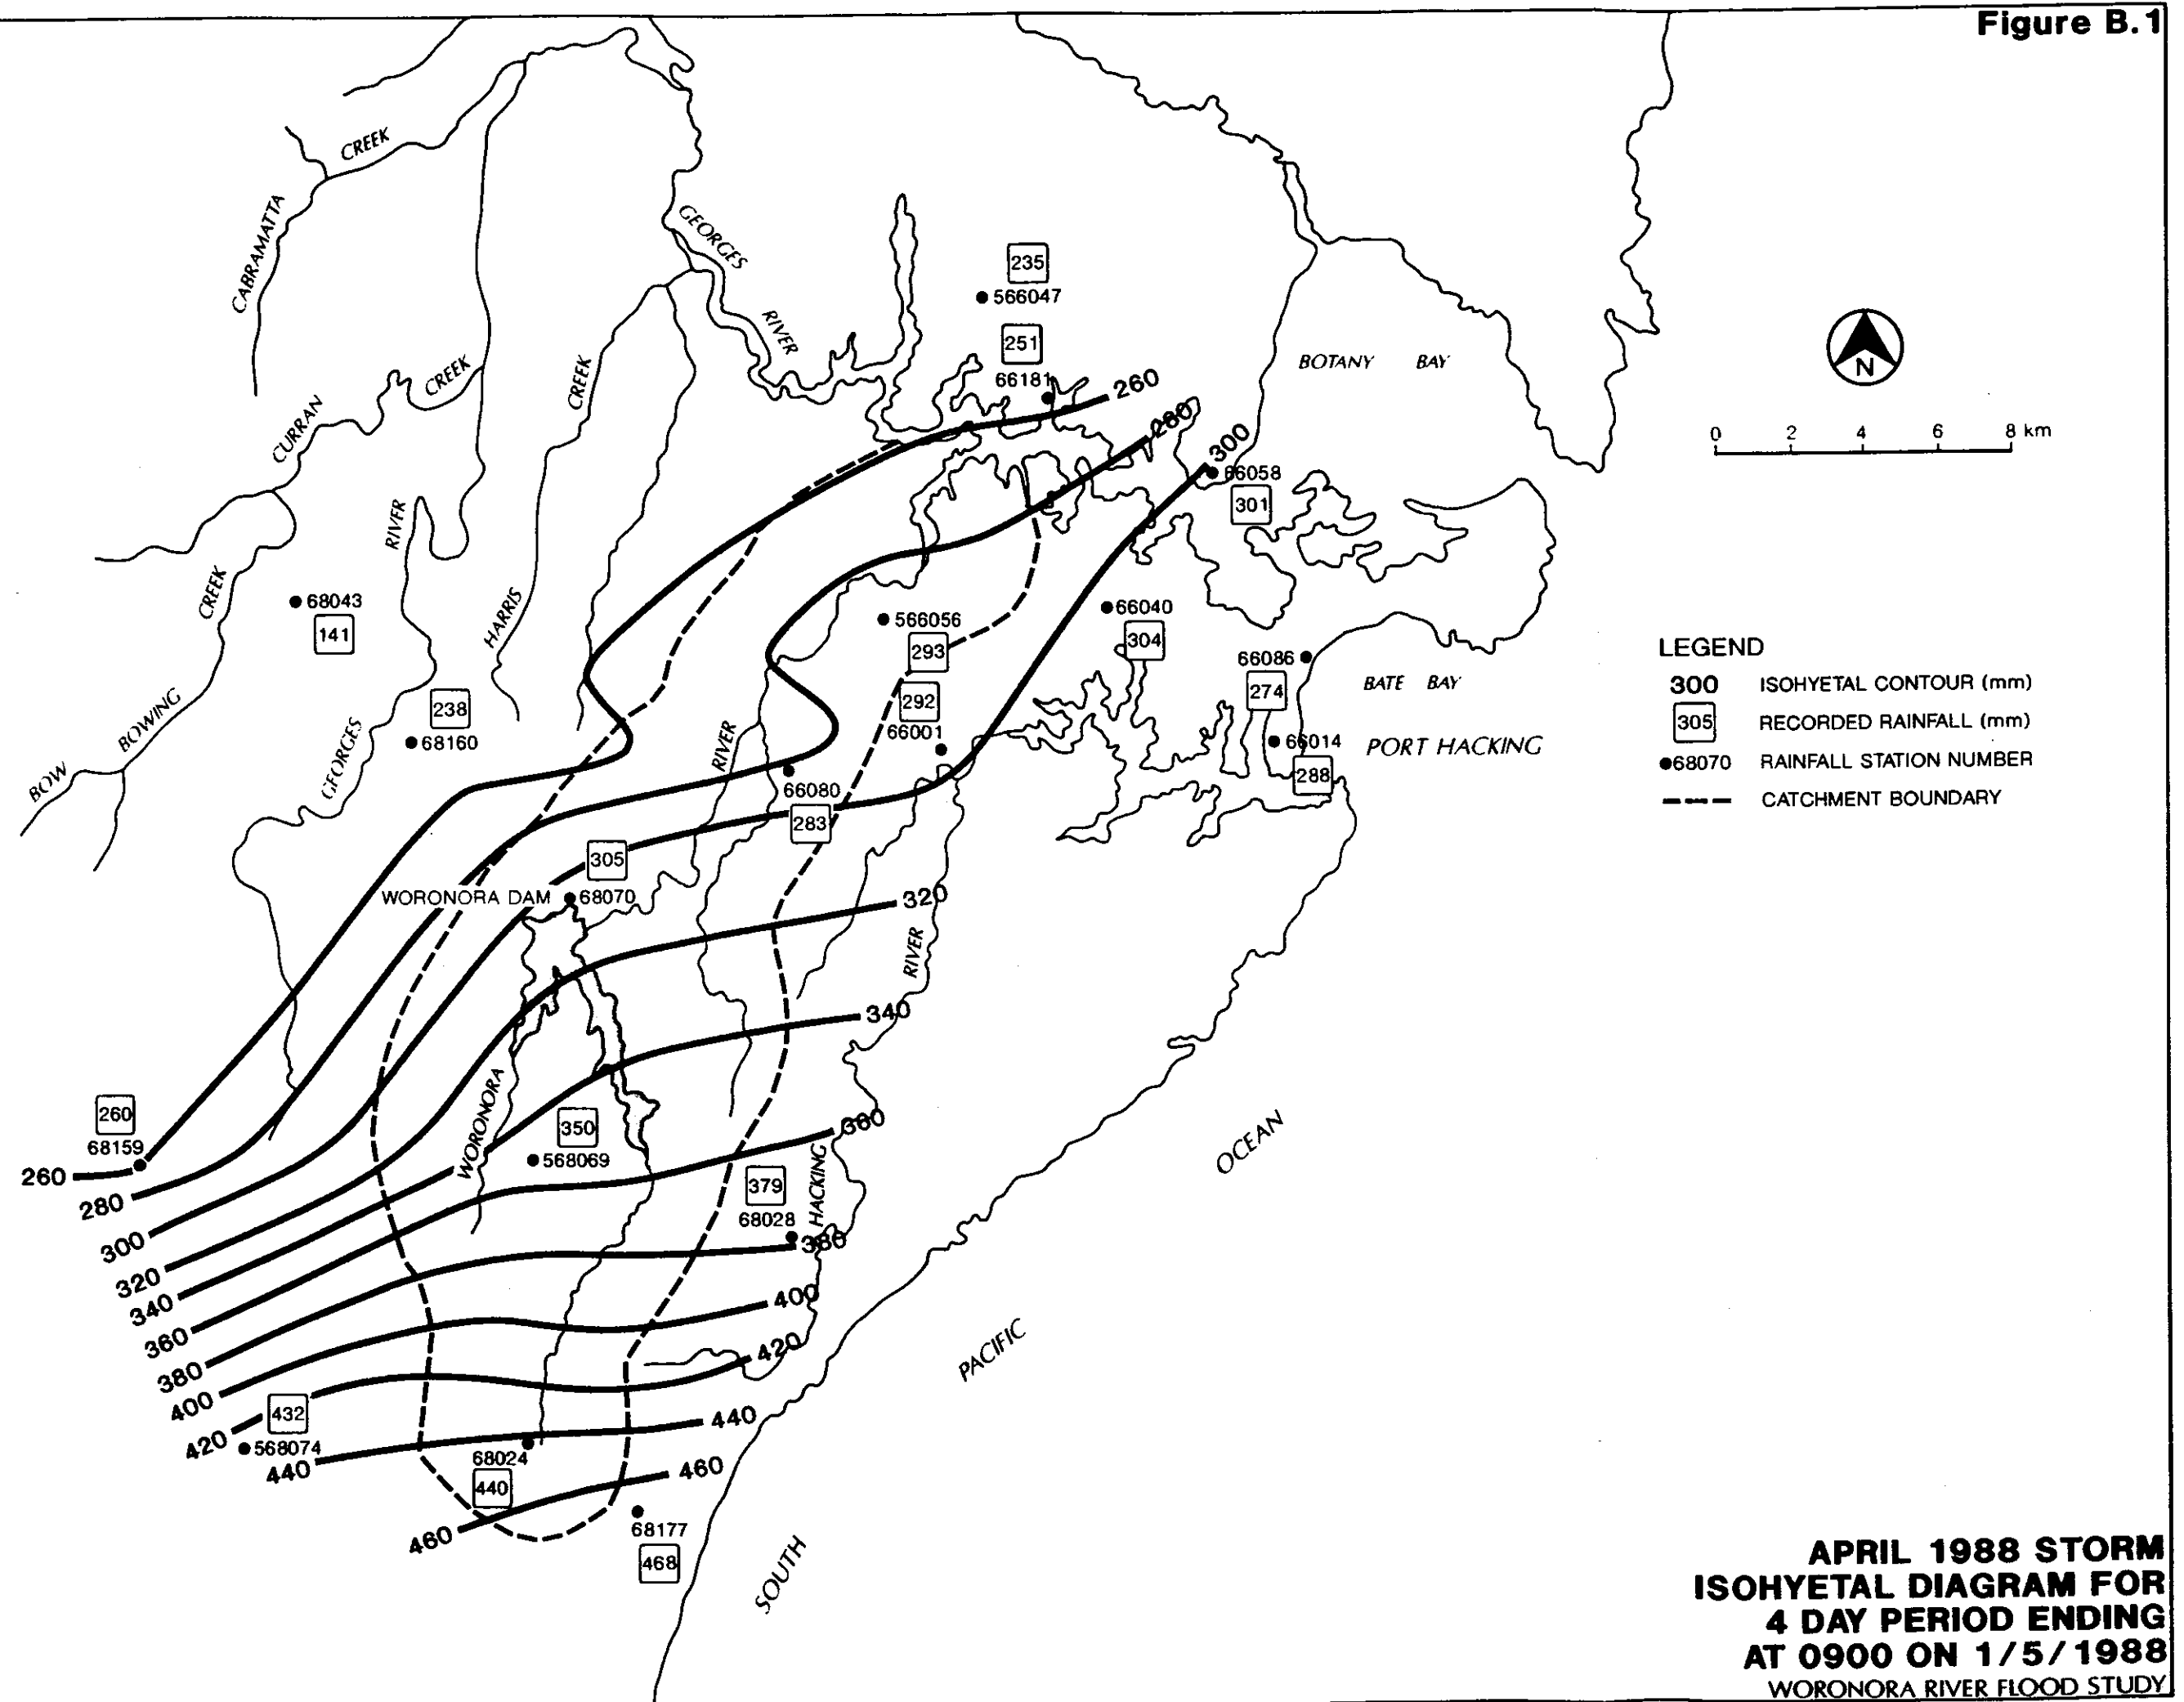 Figure B.1
CREEK
CABRAMATTA
GEORGES
RIVER
235
566047
251
66181
260
280
300
BOTANY BAY
N
0 2 4 6 8 km
CREEK
CURRAN
CREEK
66058
301
RIVER
CREEK
HARRIS
68043
141
566056
293
66040
304
66086
274
BATE BAY
LEGEND
300 ISOHYETAL CONTOUR (mm)
305 RECORDED RAINFALL (mm)
68070 RAINFALL STATION NUMBER
CATCHMENT BOUNDARY
238
68160
292
66001
66014
288
PORT HACKING
BOWING
BOW
GEORGES
RIVER
66080
283
305
WORONORA DAM
68070
320
RIVER
340
260
68159
WORONORA
350
568069
360
379
68028
HACKING
380
OCEAN
260
280
300
320
340
360
380
400
420
400
420
PACIFIC
432
568074
440
440
68024
440
460
460
68177
468
SOUTH
APRIL 1988 STORM
ISOHYETAL DIAGRAM FOR
4 DAY PERIOD ENDING
AT 0900 ON 1/5/1988
WORONORA RIVER FLOOD STUDY